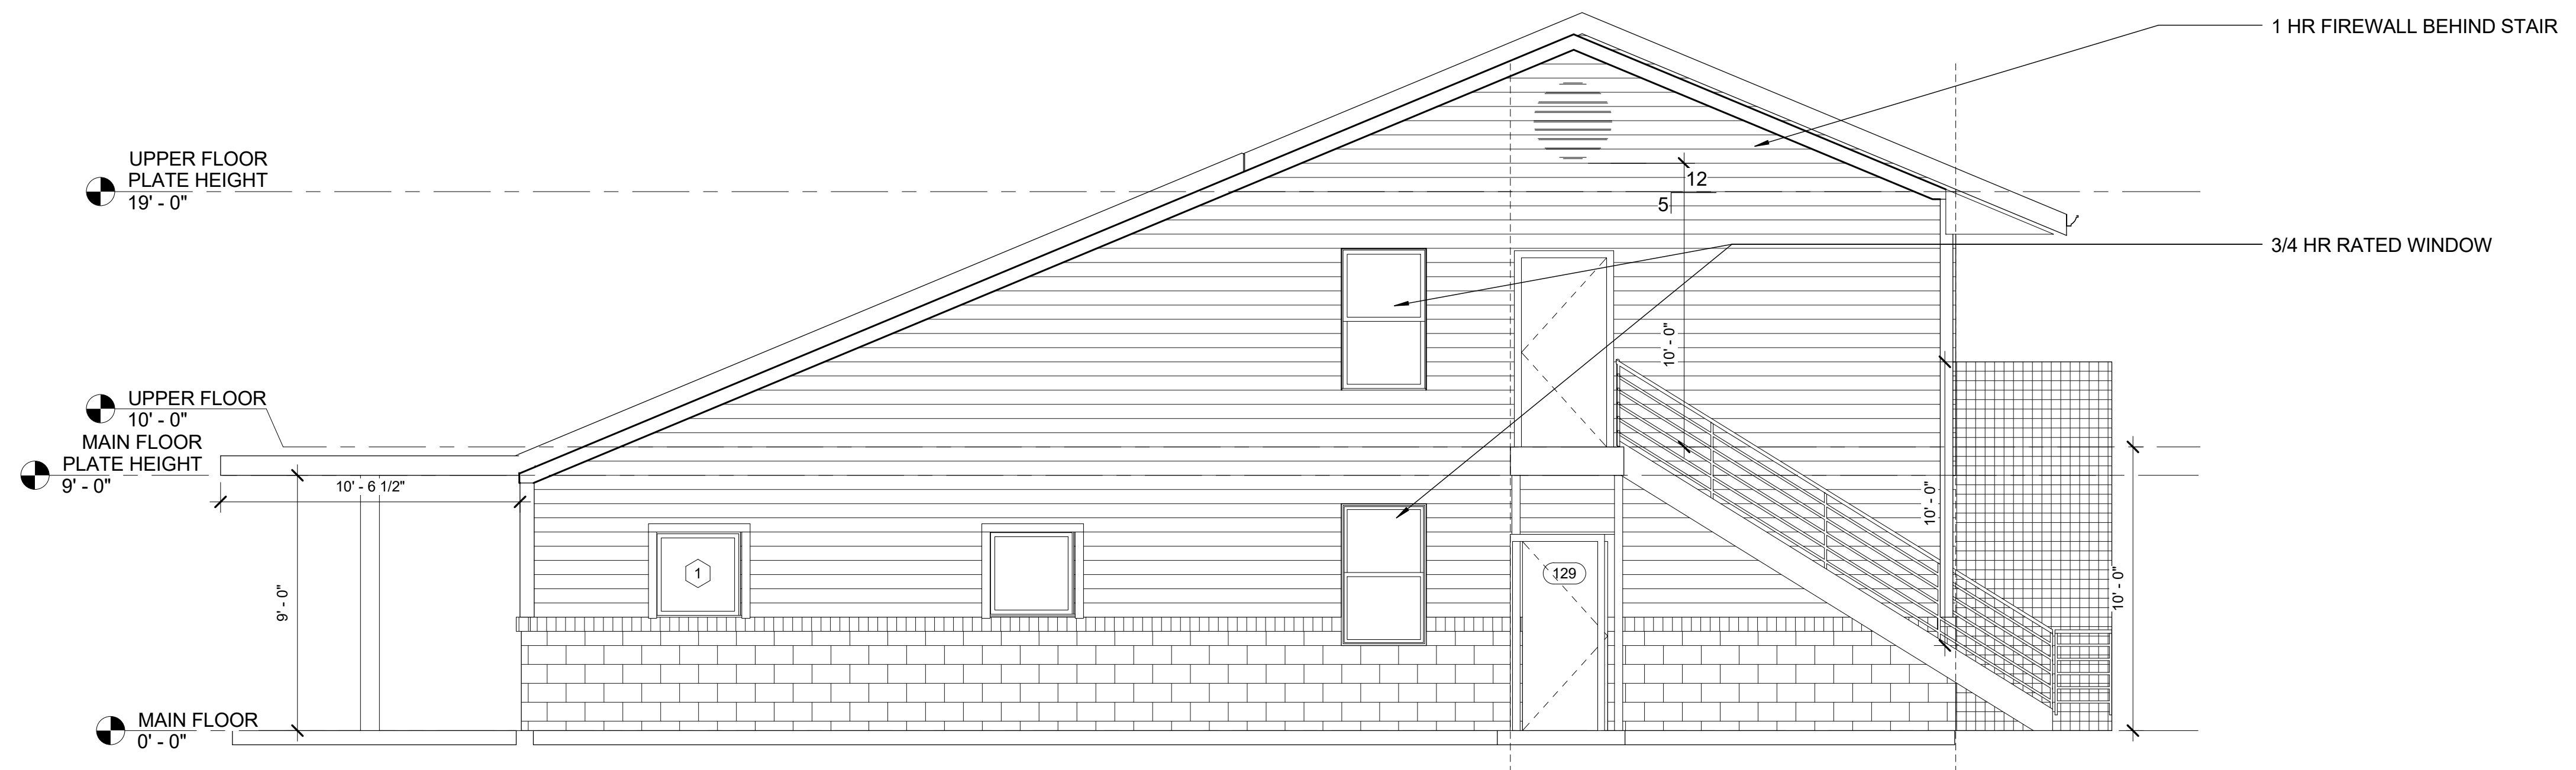 1 HR FIREWALL BEHIND STAIR
UPPER FLOOR
PLATE HEIGHT
19' - 0"
12
5
3/4 HR RATED WINDOW
10' - 0"
UPPER FLOOR
10' - 0"
MAIN FLOOR
PLATE HEIGHT
9' - 0"
10' - 6 1/2"
10' - 0"
9' - 0"
1
129
10' - 0"
MAIN FLOOR
0' - 0"